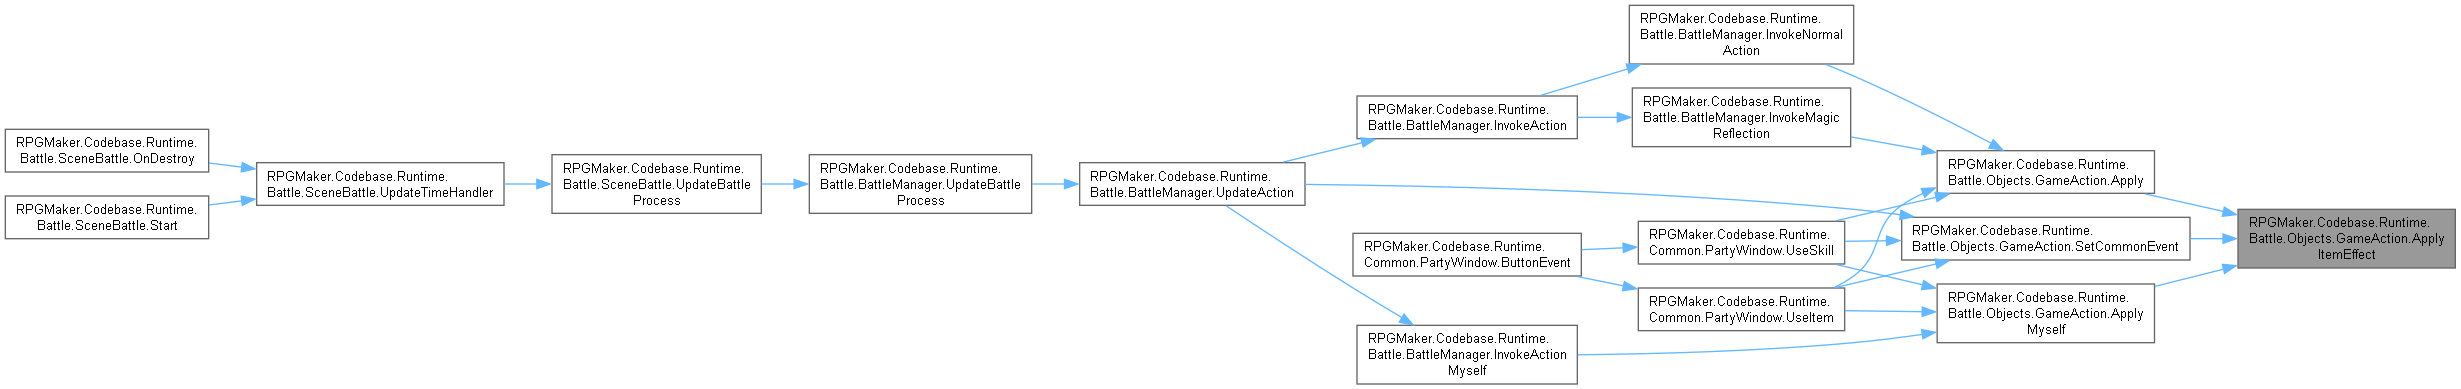 RPGMaker.Codebase.Runtime.
Battle.SceneBattle.OnDestroy
RPGMaker.Codebase.Runtime.
Battle.SceneBattle.Start
RPGMaker.Codebase.Runtime.
Battle.SceneBattle.UpdateTimeHandler
RPGMaker.Codebase.Runtime.
Battle.SceneBattle.UpdateBattle
Process
RPGMaker.Codebase.Runtime.
Battle.BattleManager.UpdateBattle
Process
RPGMaker.Codebase.Runtime.
Battle.BattleManager.UpdateAction
RPGMaker.Codebase.Runtime.
Battle.BattleManager.InvokeAction
RPGMaker.Codebase.Runtime.
Common.PartyWindow.ButtonEvent
RPGMaker.Codebase.Runtime.
Battle.BattleManager.InvokeAction
Myself
RPGMaker.Codebase.Runtime.
Battle.BattleManager.InvokeNormal
Action
RPGMaker.Codebase.Runtime.
Battle.BattleManager.InvokeMagic
Reflection
RPGMaker.Codebase.Runtime.
Common.PartyWindow.UseSkill
RPGMaker.Codebase.Runtime.
Common.PartyWindow.UseItem
RPGMaker.Codebase.Runtime.
Battle.Objects.GameAction.Apply
RPGMaker.Codebase.Runtime.
Battle.Objects.GameAction.SetCommonEvent
RPGMaker.Codebase.Runtime.
Battle.Objects.GameAction.Apply
Myself
RPGMaker.Codebase.Runtime.
Battle.Objects.GameAction.Apply
ItemEffect